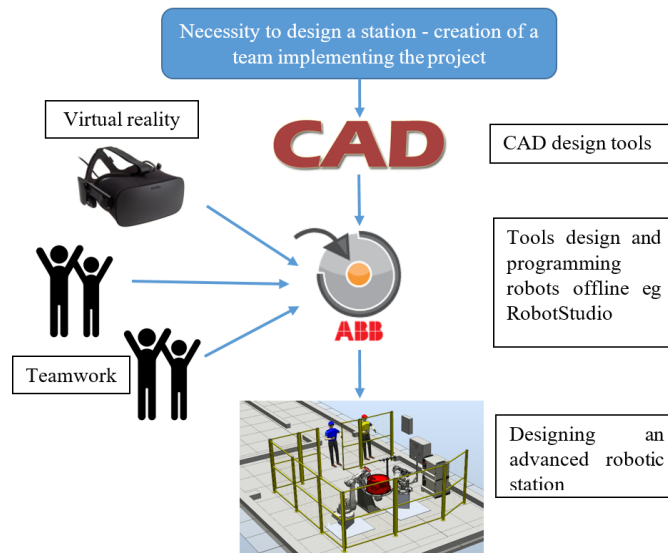 Necessity to design a station - creation of a
team implementing the project
Virtual reality
CAD
CAD design tools
Tools design and
programming
robots offline eg
RobotStudio
ABB
Teamwork
Designing an
advanced robotic
station